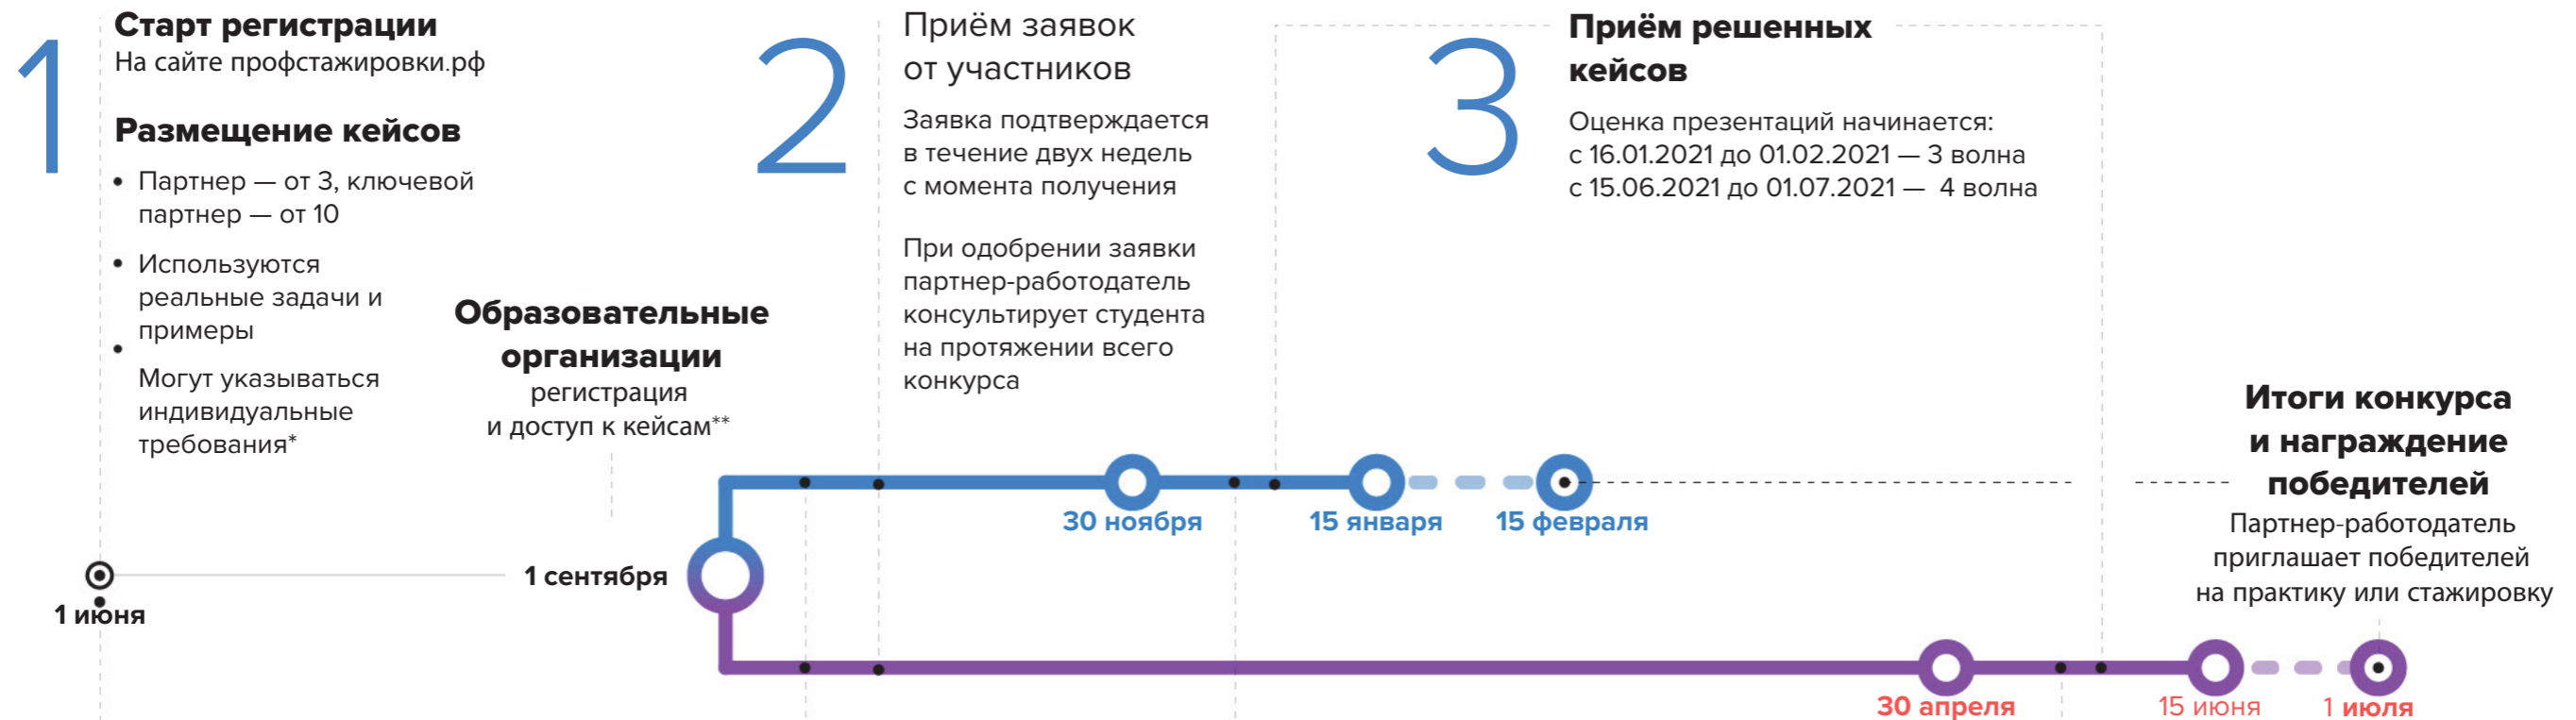 1
Старт регистрации
На сайте профстажировки.рф
Размещение кейсов
• Партнер — от 3, ключевой
партнер — от 10
• Используются
реальные задачи и
примеры
•
Могут указываться
индивидуальные
требования*
Образовательные
организации
регистрация
и доступ к кейсам**
2
Приём заявок
от участников
Заявка подтверждается
в течение двух недель
с момента получения
При одобрении заявки
партнер-работодатель
консультирует студента
на протяжении всего
конкурса
3
Приём решенных
кейсов
Оценка презентаций начинается:
с 16.01.2021 до 01.02.2021 — 3 волна
с 15.06.2021 до 01.07.2021 — 4 волна
Итоги конкурса
и награждение
победителей
Партнер-работодатель
приглашает победителей
на практику или стажировку
30 ноября
15 января
15 февраля
1 сентября
1 июня
30 апреля
15 июня
1 июля